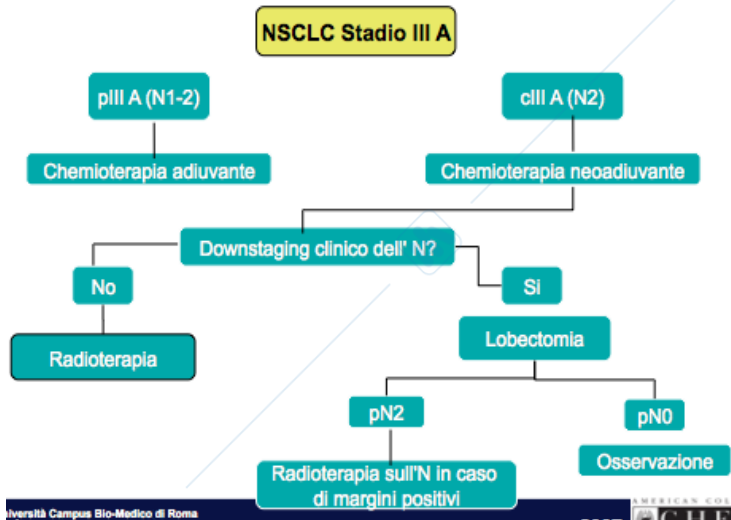 NSCLC Stadio III A
pIII A (N1-2)
cIII A (N2)
Chemioterapia adiuvante
Chemioterapia neoadiuvante
Downstaging clinico dell' N?
No
Si
Radioterapia
Lobectomia
pN2
pN0
Radioterapia sull'N in caso
di margini positivi
Osservazione
Campus Bio-Medico di Roma
AMERICAN COL